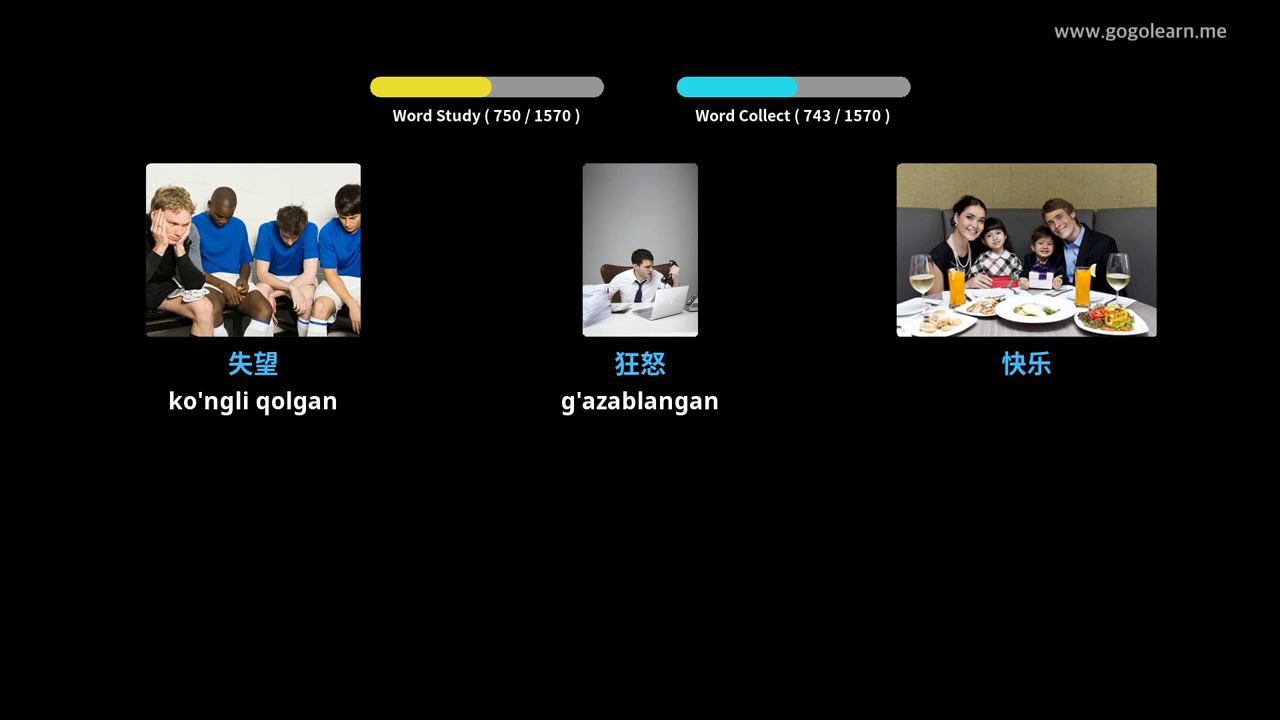 www.gogolearn.me
Word Study ( 750 / 1570 )
Word Collect ( 743 / 1570 )
失望
狂怒
快乐
ko'ngli qolgan
g'azablangan